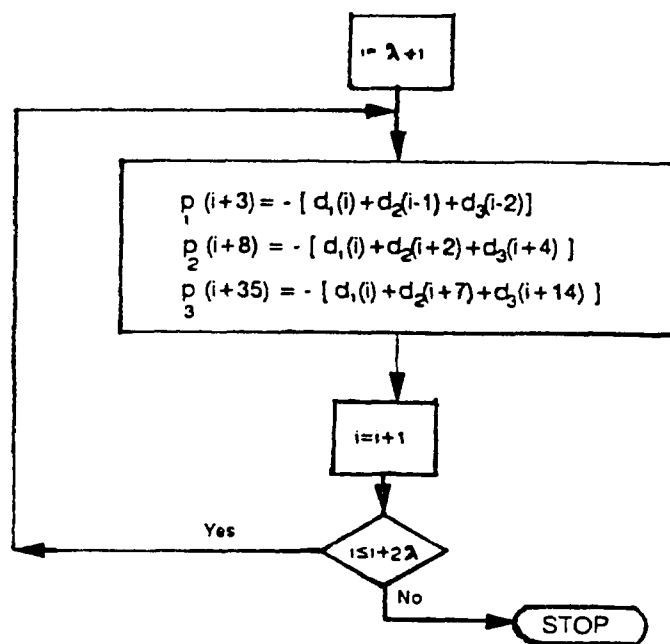 i= λ+1
p₁ (i+3) = - [ d₁(i)+d₂(i-1)+d₃(i-2)]
p₂ (i+8) = - [ d₁(i)+d₂(i+2)+d₃(i+4) ]
p₃ (i+35) = - [ d₁(i)+d₂(i+7)+d₃(i+14) ]
i=i+1
i≤i+2λ
Yes
No
STOP